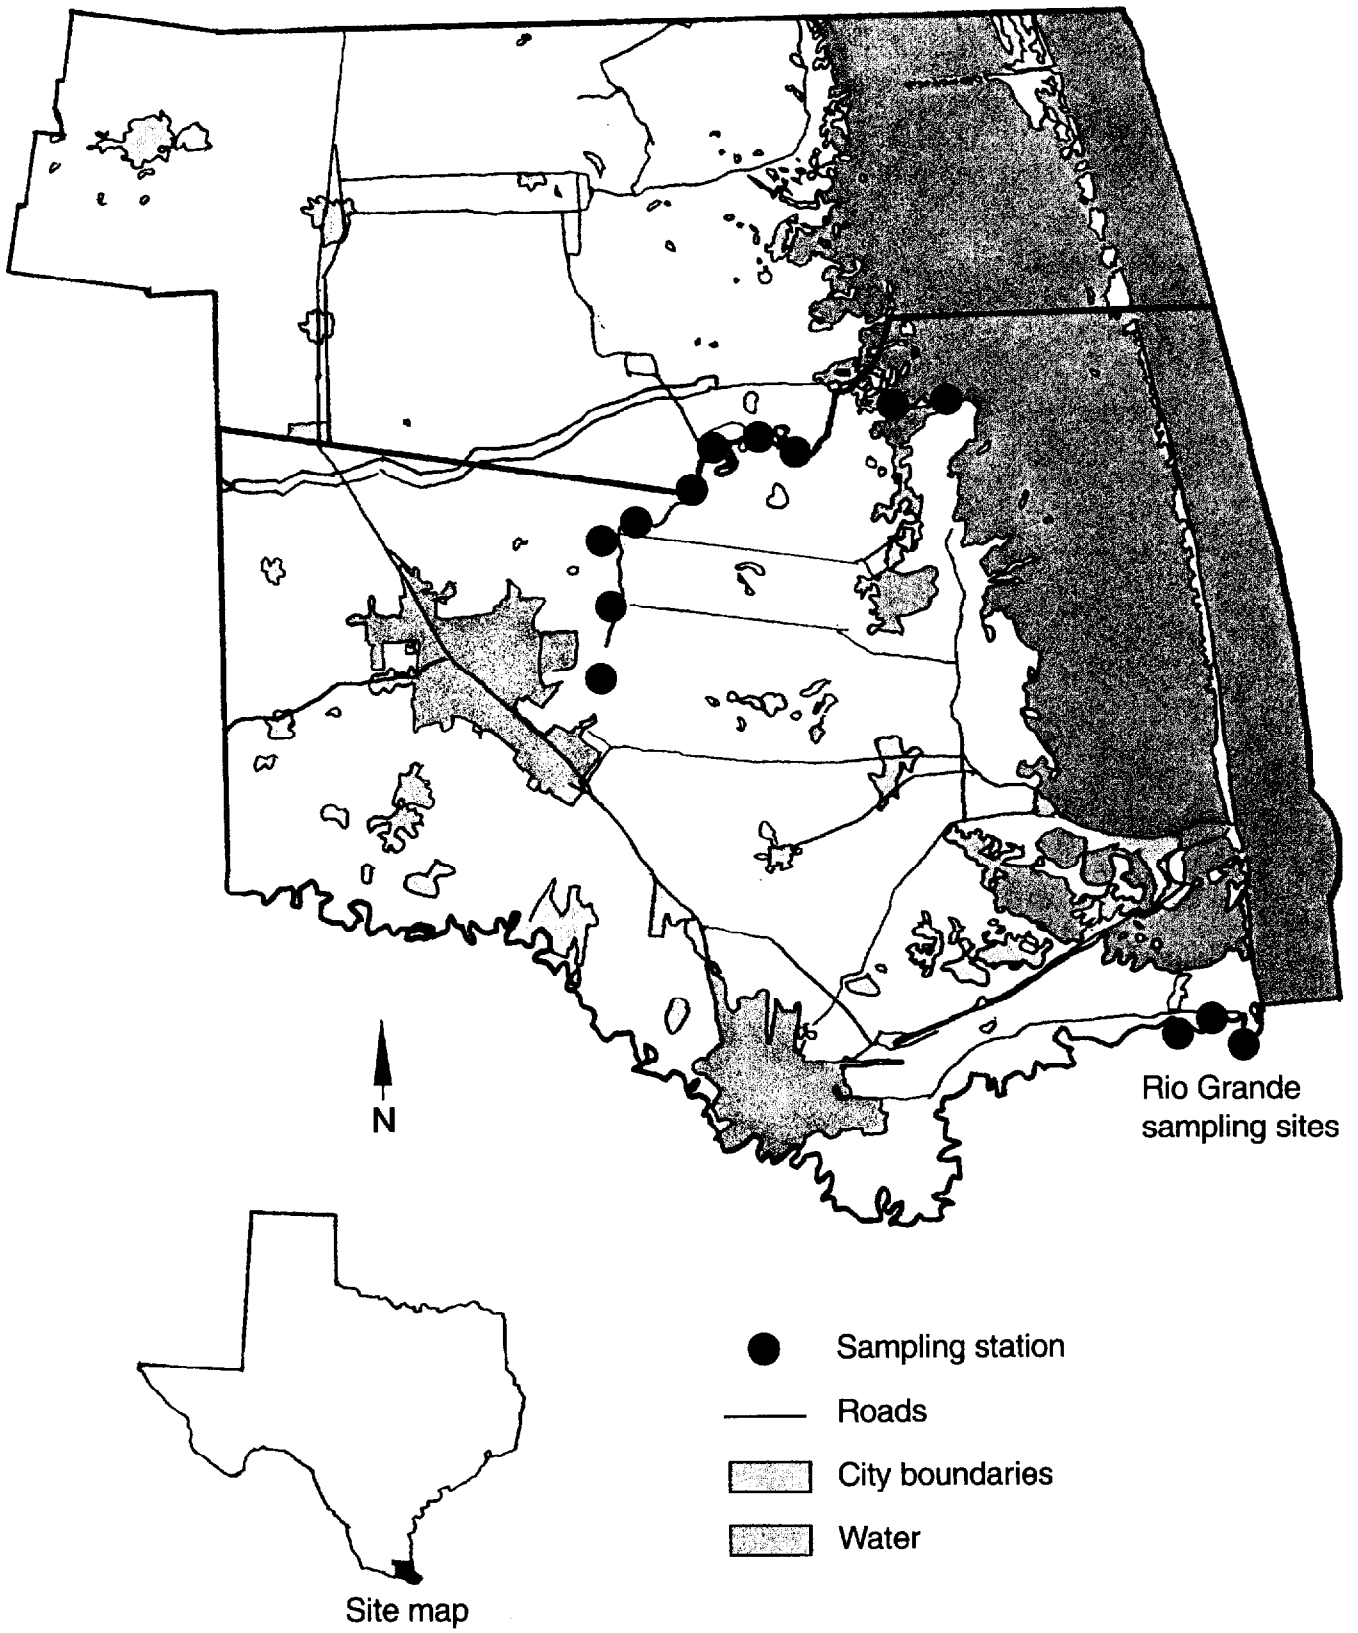 N
Rio Grande
sampling sites
Sampling station
Roads
City boundaries
Water
Site map